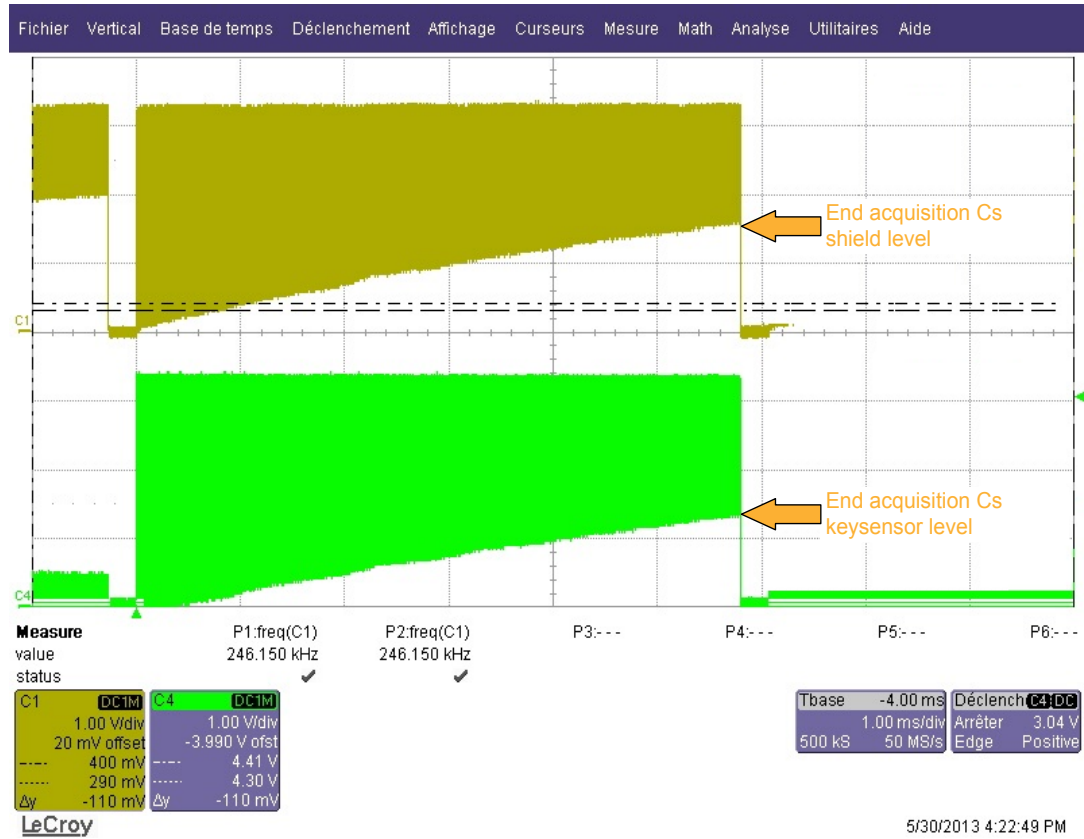 Fichier Vertical Base de temps Déclenchement Affichage Curseurs Mesure Math Analyse Utilitaires Aide
End acquisition Cs
shield level
C1
End acquisition Cs
keysensor level
C4
Measure P1:freq(C1) P2:freq(C1) P3:- - - P4:- - - P5:- - - P6:- - -
value 246.150 kHz 246.150 kHz
status ✔ ✔
C1 DC1M C4 DC1M Tbase -4.00 ms Déclench C4 DC
1.00 V/div 1.00 V/div 1.00 ms/div Arrêter 3.04 V
20 mV offset -3.990 V ofst 500 kS 50 MS/s Edge Positive
400 mV 4.41 V
290 mV 4.30 V
Δy -110 mV Δy -110 mV
LeCroy 5/30/2013 4:22:49 PM